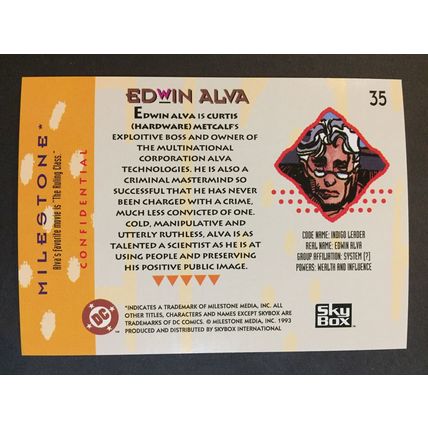 EDWIN ALVA
35
EDWIN ALVA IS CURTIS
(HARDWARE) METCALF'S
EXPLOITIVE BOSS AND OWNER OF
THE MULTINATIONAL
CORPORATION ALVA
TECHNOLOGIES. HE IS ALSO A
CRIMINAL MASTERMIND SO
SUCCESSFUL THAT HE HAS NEVER
BEEN CHARGED WITH A CRIME,
MUCH LESS CONVICTED OF ONE.
COLD, MANIPULATIVE AND
UTTERLY RUTHLESS, ALVA IS AS
TALENTED A SCIENTIST AS HE IS AT
USING PEOPLE AND PRESERVING
HIS POSITIVE PUBLIC IMAGE.
CODE NAME: INDIGO LEADER
REAL NAME: EDWIN ALVA
GROUP AFFILIATION: SYSTEM (?)
POWERS: WEALTH AND INFLUENCE
MILESTONE*
Alva's favorite movie is "The Ruling Class."
CONFIDENTIAL
DC
*INDICATES A TRADEMARK OF MILESTONE MEDIA, INC. ALL
OTHER TITLES, CHARACTERS AND NAMES EXCEPT SKYBOX ARE
TRADEMARKS OF DC COMICS. © MILESTONE MEDIA, INC. 1993
PRODUCED AND DISTRIBUTED BY SKYBOX INTERNATIONAL
SKY
BOX